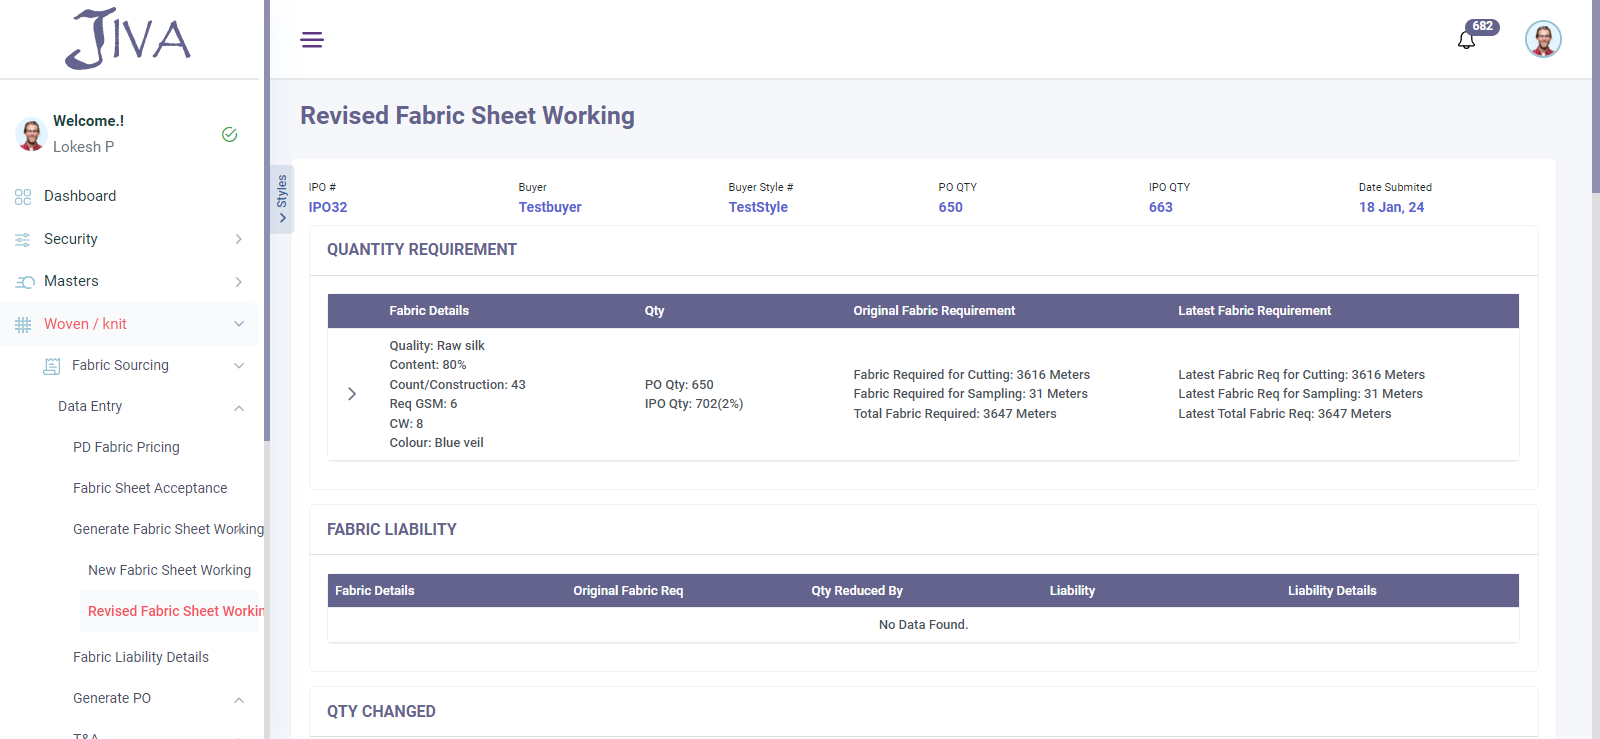 JIVA
682
Welcome.!
Lokesh P
Dashboard
Security
Masters
Woven / knit
Fabric Sourcing
Data Entry
PD Fabric Pricing
Fabric Sheet Acceptance
Generate Fabric Sheet Working
New Fabric Sheet Working
Revised Fabric Sheet Workin
Fabric Liability Details
Generate PO
T&A
Styles
Revised Fabric Sheet Working
IPO # Buyer Buyer Style # PO QTY IPO QTY Date Submited
IPO32 Testbuyer TestStyle 650 663 18 Jan, 24
QUANTITY REQUIREMENT
Fabric Details Qty Original Fabric Requirement Latest Fabric Requirement
Quality: Raw silk
Content: 80%
Count/Construction: 43
Req GSM: 6
CW: 8
Colour: Blue veil
PO Qty: 650
IPO Qty: 702(2%)
Fabric Required for Cutting: 3616 Meters
Fabric Required for Sampling: 31 Meters
Total Fabric Required: 3647 Meters
Latest Fabric Req for Cutting: 3616 Meters
Latest Fabric Req for Sampling: 31 Meters
Latest Total Fabric Req: 3647 Meters
FABRIC LIABILITY
Fabric Details Original Fabric Req Qty Reduced By Liability Liability Details
No Data Found.
QTY CHANGED